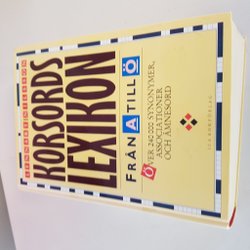 KORSORDS
LEXIKON
FRÅN A TILL Ö
ÖVER 240 000 SYNONYMER,
ASSOCIATIONER
OCH ÄMNESORD